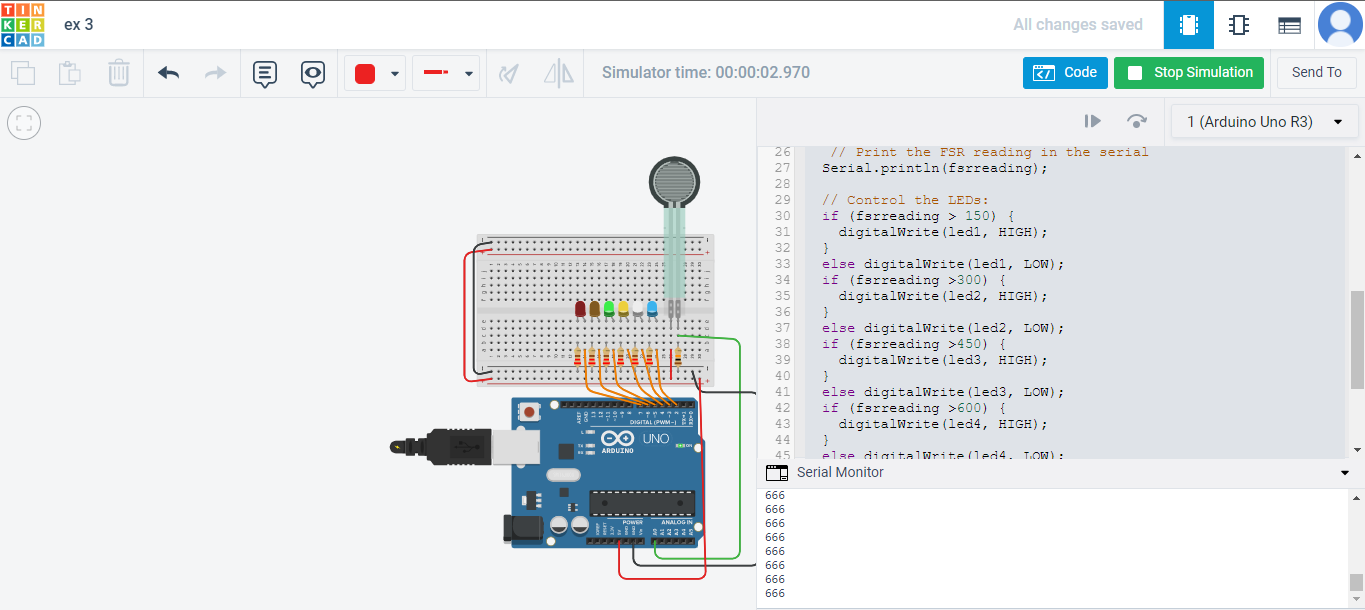 TIN
KER
CAD
ex 3
All changes saved
Simulator time: 00:00:02.970
Code
Stop Simulation
Send To
1 (Arduino Uno R3)
26 // Print the FSR reading in the serial
27 Serial.println(fsrreading);
28
29 // Control the LEDs:
30 if (fsrreading > 150) {
31 digitalWrite(led1, HIGH);
32 }
33 else digitalWrite(led1, LOW);
34 if (fsrreading >300) {
35 digitalWrite(led2, HIGH);
36 }
37 else digitalWrite(led2, LOW);
38 if (fsrreading >450) {
39 digitalWrite(led3, HIGH);
40 }
41 else digitalWrite(led3, LOW);
42 if (fsrreading >600) {
43 digitalWrite(led4, HIGH);
44 }
45 else digitalWrite(led4, LOW);
Serial Monitor
666
666
666
666
666
666
666
666
DIGITAL (PWM~)
UNO
ARDUINO
POWER
ANALOG IN